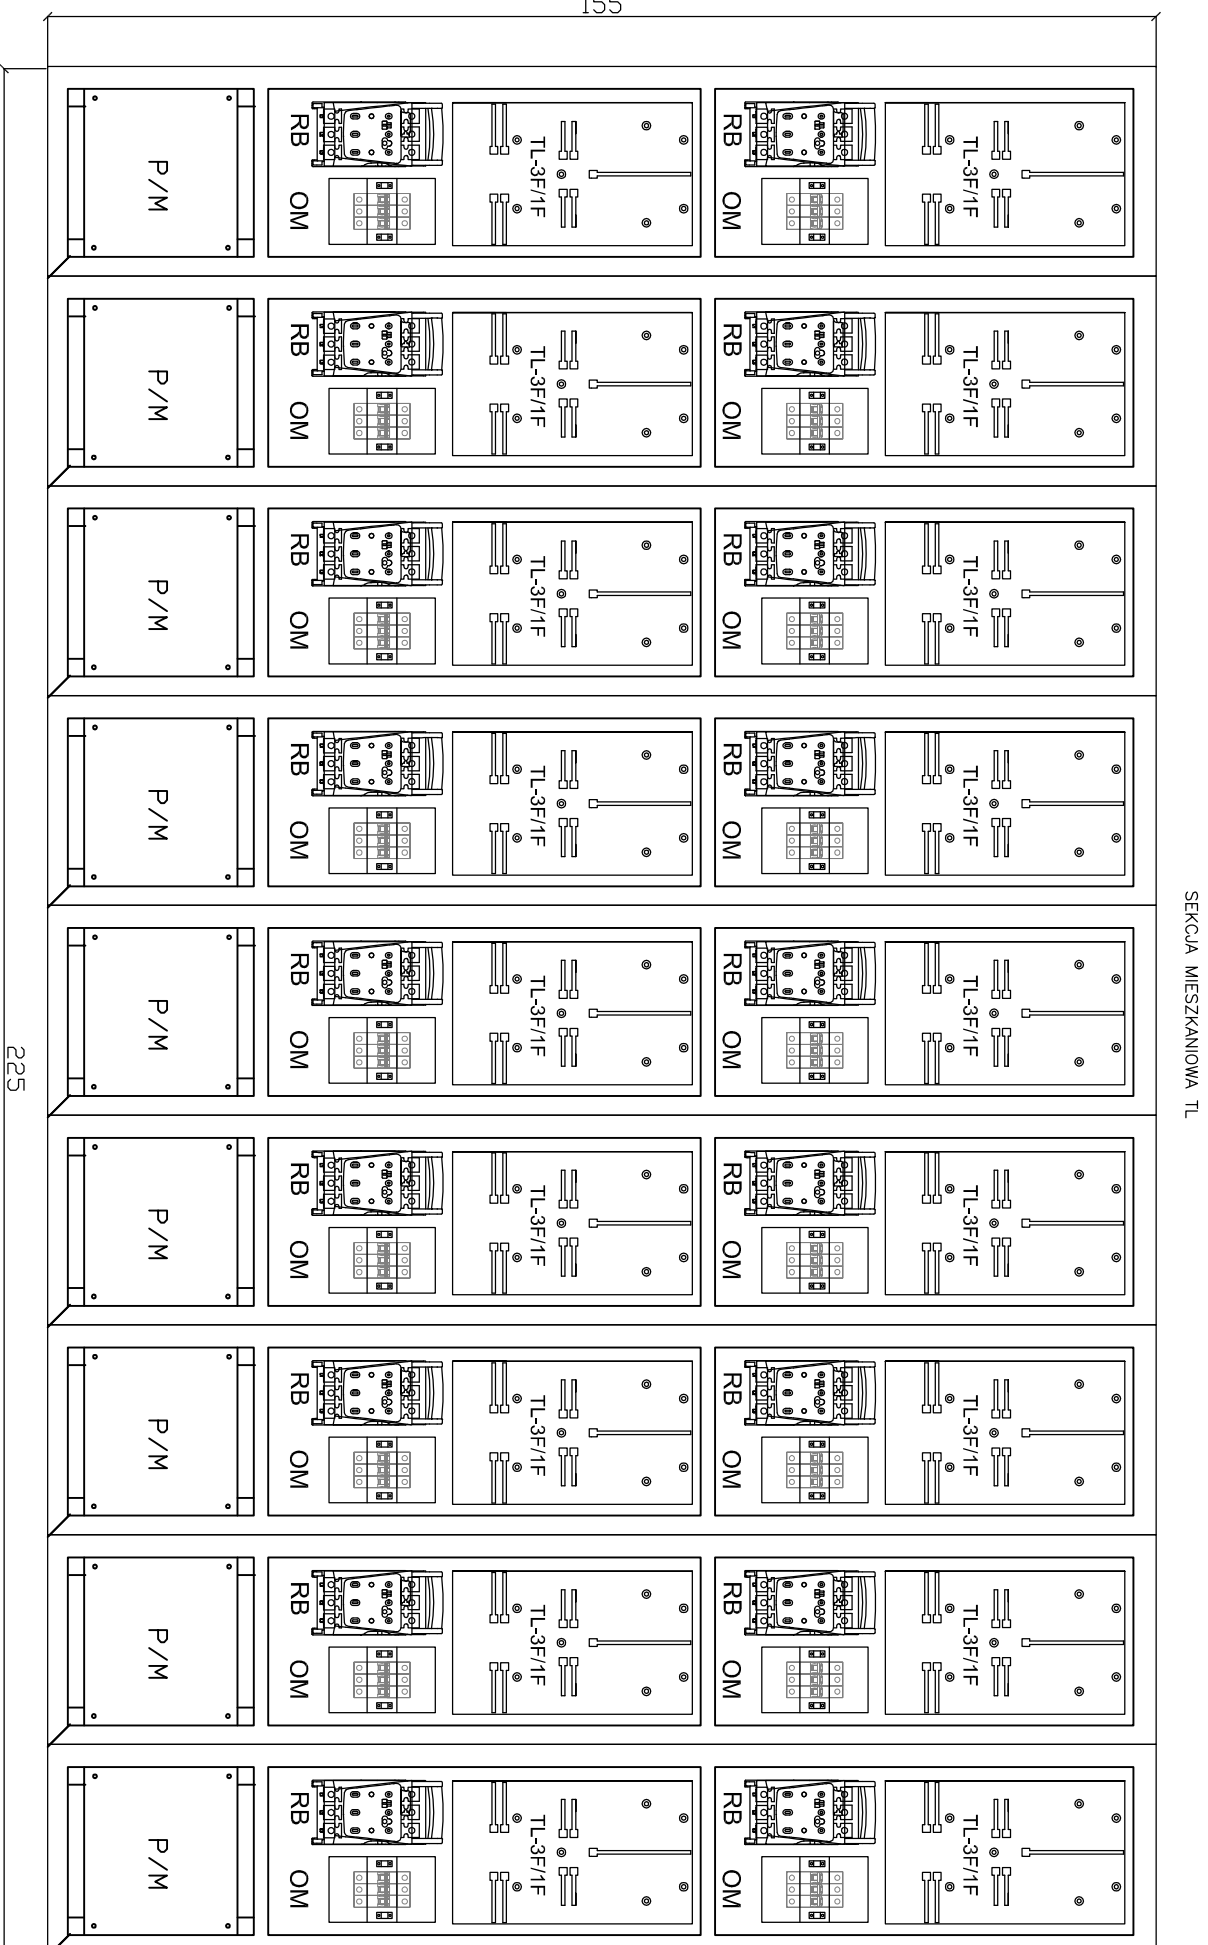 SEKCJA MIESZKANIOWA TL
155
TL-3F/1F
TL-3F/1F
TL-3F/1F
TL-3F/1F
TL-3F/1F
TL-3F/1F
TL-3F/1F
TL-3F/1F
TL-3F/1F
RB OM
RB OM
RB OM
RB OM
RB OM
RB OM
RB OM
RB OM
RB OM
TL-3F/1F
TL-3F/1F
TL-3F/1F
TL-3F/1F
TL-3F/1F
TL-3F/1F
TL-3F/1F
TL-3F/1F
TL-3F/1F
RB OM
RB OM
RB OM
RB OM
RB OM
RB OM
RB OM
RB OM
RB OM
P/M
P/M
P/M
P/M
P/M
P/M
P/M
P/M
P/M
225